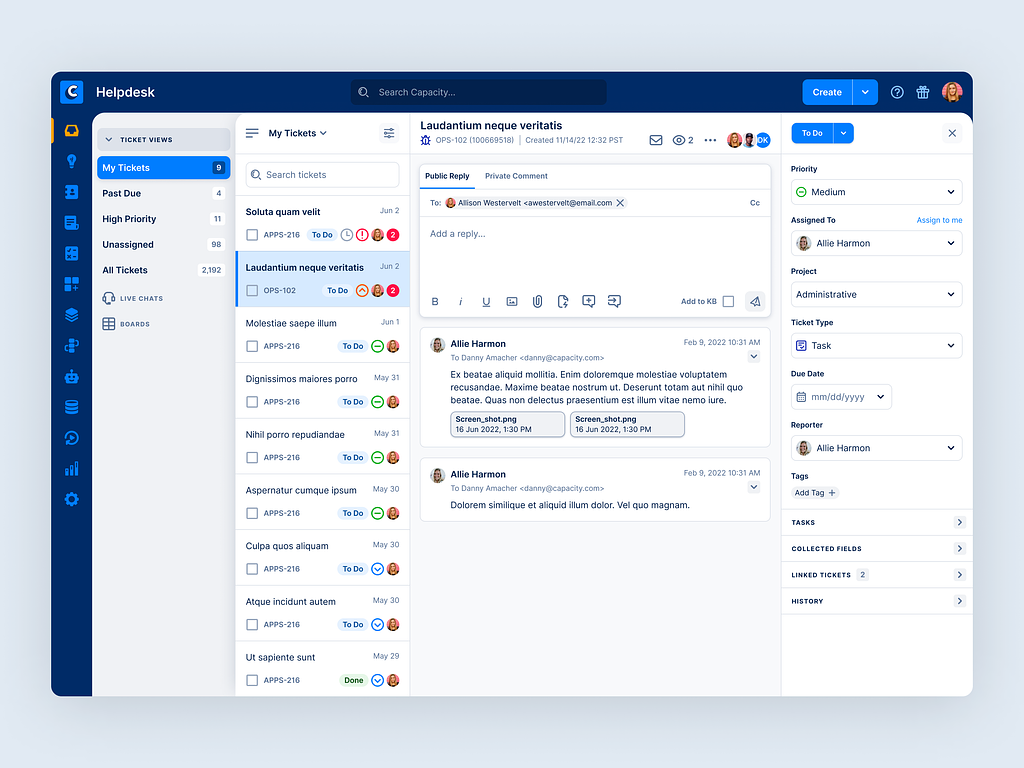 C Helpdesk
Search Capacity...
Create
TICKET VIEWS
My Tickets 9
Past Due 4
High Priority 11
Unassigned 98
All Tickets 2,192
LIVE CHATS
BOARDS
My Tickets
Search tickets
Soluta quam velit Jun 2
APPS-216 To Do 2
Laudantium neque veritatis Jun 2
OPS-102 To Do 2
Molestiae saepe illum Jun 1
APPS-216 To Do
Dignissimos maiores porro May 31
APPS-216 To Do
Nihil porro repudiandae May 31
APPS-216 To Do
Aspernatur cumque ipsum May 30
APPS-216 To Do
Culpa quos aliquam May 30
APPS-216 To Do
Atque incidunt autem May 30
APPS-216 To Do
Ut sapiente sunt May 29
APPS-216 Done
Laudantium neque veritatis
OPS-102 (100669518) | Created 11/14/22 12:32 PST
2
DK
Public Reply Private Comment
To: Allison Westervelt <awestervelt@email.com Cc
Add a reply...
B i U Add to KB
Allie Harmon Feb 9, 2022 10:31 AM
To Danny Amacher <danny@capacity.com>
Ex beatae aliquid mollitia. Enim doloremque molestiae voluptatem
recusandae. Maxime beatae nostrum ut. Deserunt totam aut nihil quo
beatae. Quas non delectus praesentium est illum vitae nemo iure.
Screen_shot.png Screen_shot.png
16 Jun 2022, 1:30 PM 16 Jun 2022, 1:30 PM
Allie Harmon Feb 9, 2022 10:31 AM
To Danny Amacher <danny@capacity.com>
Dolorem similique et aliquid illum dolor. Vel quo magnam.
To Do
Priority
Medium
Assigned To Assign to me
Allie Harmon
Project
Administrative
Ticket Type
Task
Due Date
mm/dd/yyyy
Reporter
Allie Harmon
Tags
Add Tag +
TASKS
COLLECTED FIELDS
LINKED TICKETS 2
HISTORY